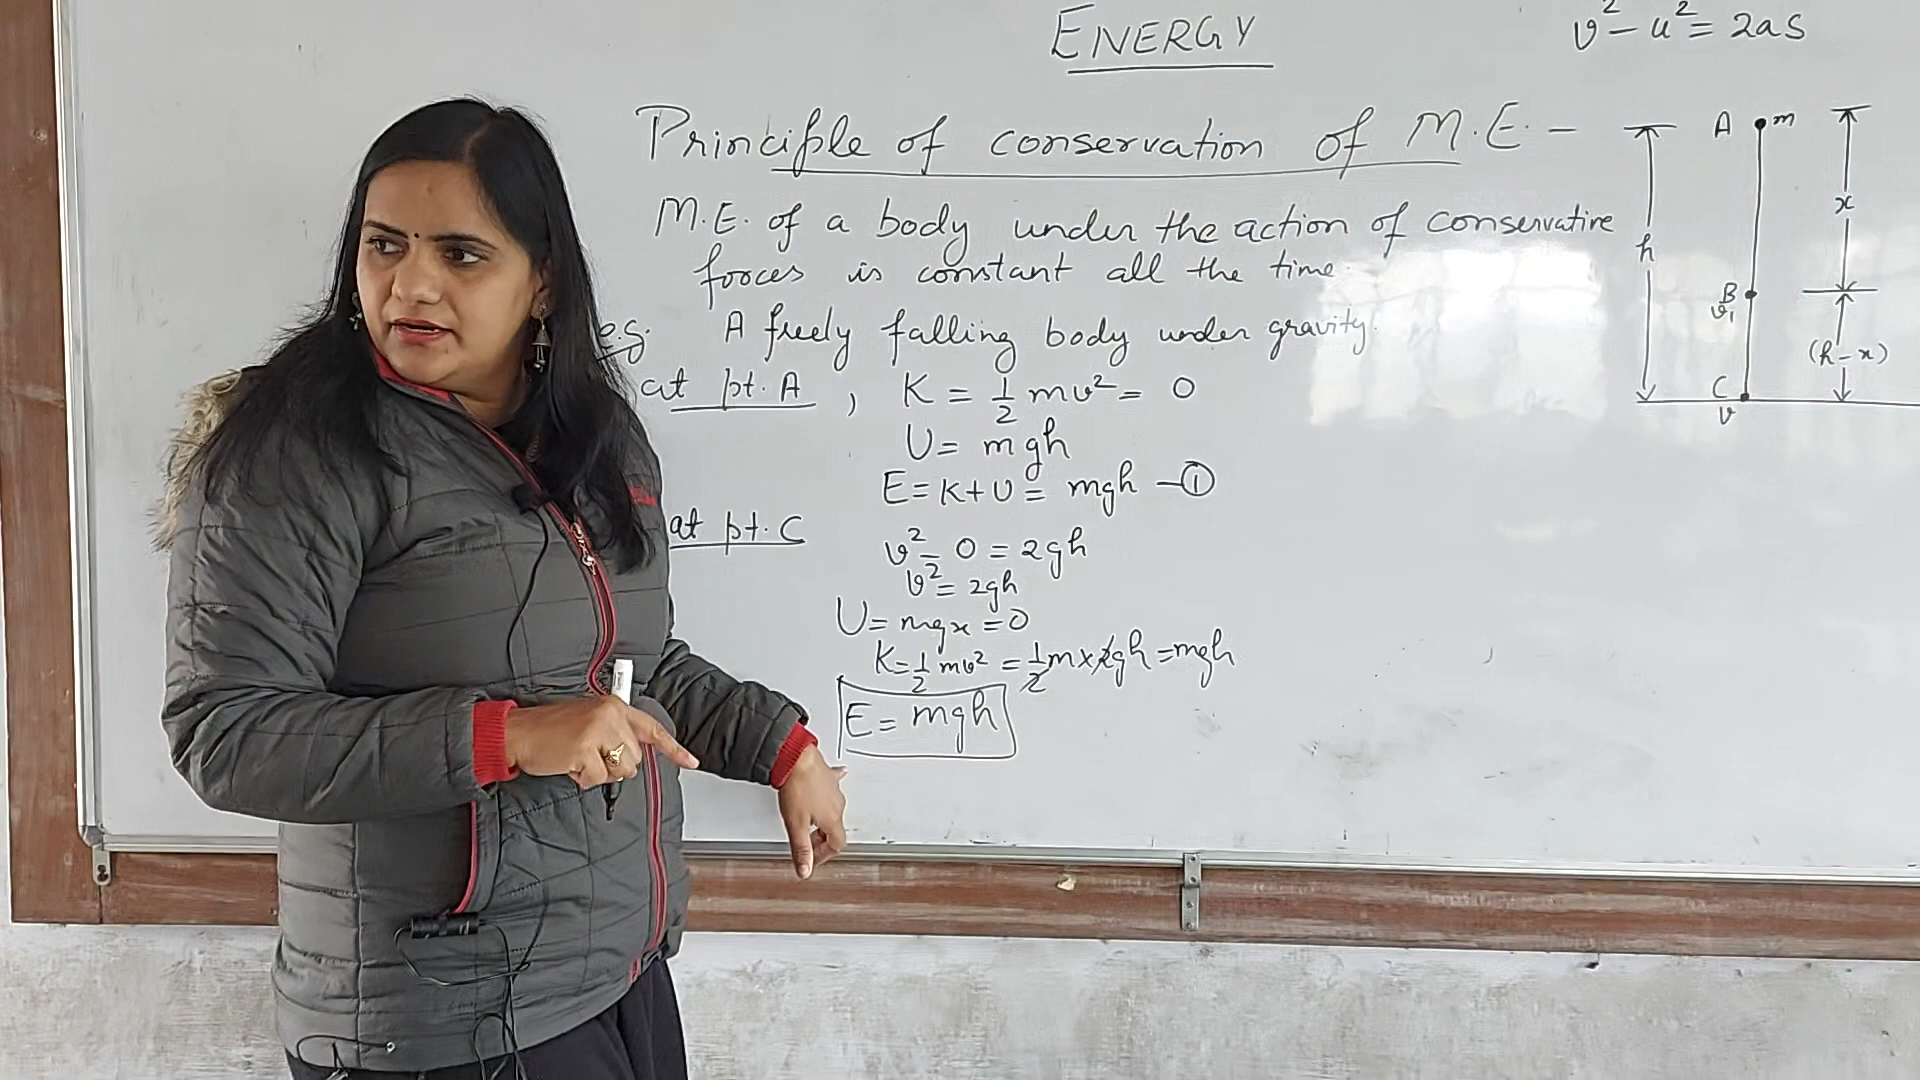 ENERGY
v² - u² = 2as
Principle of conservation of M.E. -
M.E. of a body under the action of conservative
forces is constant all the time.
e.g. A freely falling body under gravity.
at pt. A , K = 1/2 mv² = 0
U = mgh
E = K + U = mgh - ①
at pt. C
v² - 0 = 2gh
v² = 2gh
U = mgx = 0
K = 1/2 mv² = 1/2 m × 2gh = mgh
E = mgh
A m
h
x
B
v₁
(h-x)
C
v